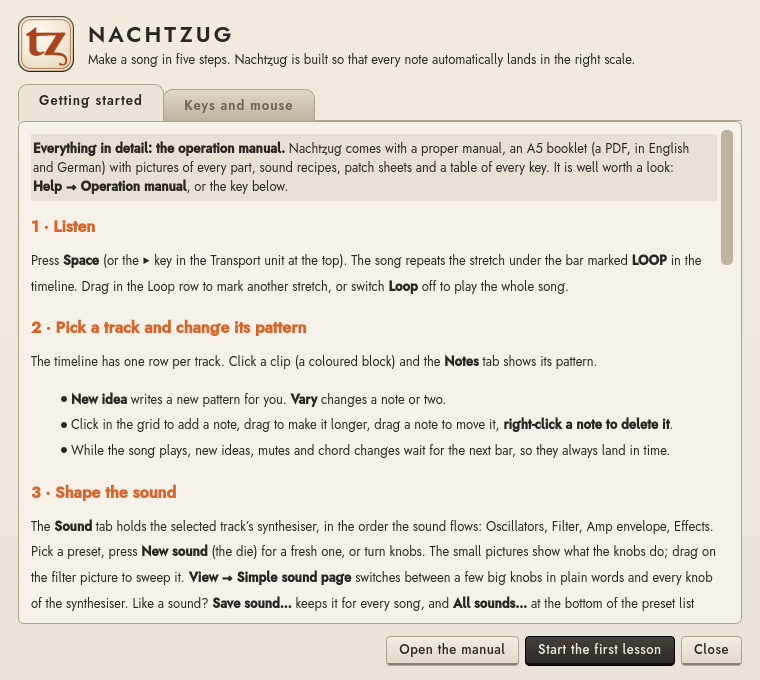 tz
NACHTZUG
Make a song in five steps. Nachtzug is built so that every note automatically lands in the right scale.
Getting started
Keys and mouse
Everything in detail: the operation manual. Nachtzug comes with a proper manual, an A5 booklet (a PDF, in English
and German) with pictures of every part, sound recipes, patch sheets and a table of every key. It is well worth a look:
Help → Operation manual, or the key below.
1 · Listen
Press Space (or the ▶ key in the Transport unit at the top). The song repeats the stretch under the bar marked LOOP in the
timeline. Drag in the Loop row to mark another stretch, or switch Loop off to play the whole song.
2 · Pick a track and change its pattern
The timeline has one row per track. Click a clip (a coloured block) and the Notes tab shows its pattern.
● New idea writes a new pattern for you. Vary changes a note or two.
● Click in the grid to add a note, drag to make it longer, drag a note to move it, right-click a note to delete it.
● While the song plays, new ideas, mutes and chord changes wait for the next bar, so they always land in time.
3 · Shape the sound
The Sound tab holds the selected track's synthesiser, in the order the sound flows: Oscillators, Filter, Amp envelope, Effects.
Pick a preset, press New sound (the die) for a fresh one, or turn knobs. The small pictures show what the knobs do; drag on
the filter picture to sweep it. View → Simple sound page switches between a few big knobs in plain words and every knob
of the synthesiser. Like a sound? Save sound... keeps it for every song, and All sounds... at the bottom of the preset list
Open the manual
Start the first lesson
Close